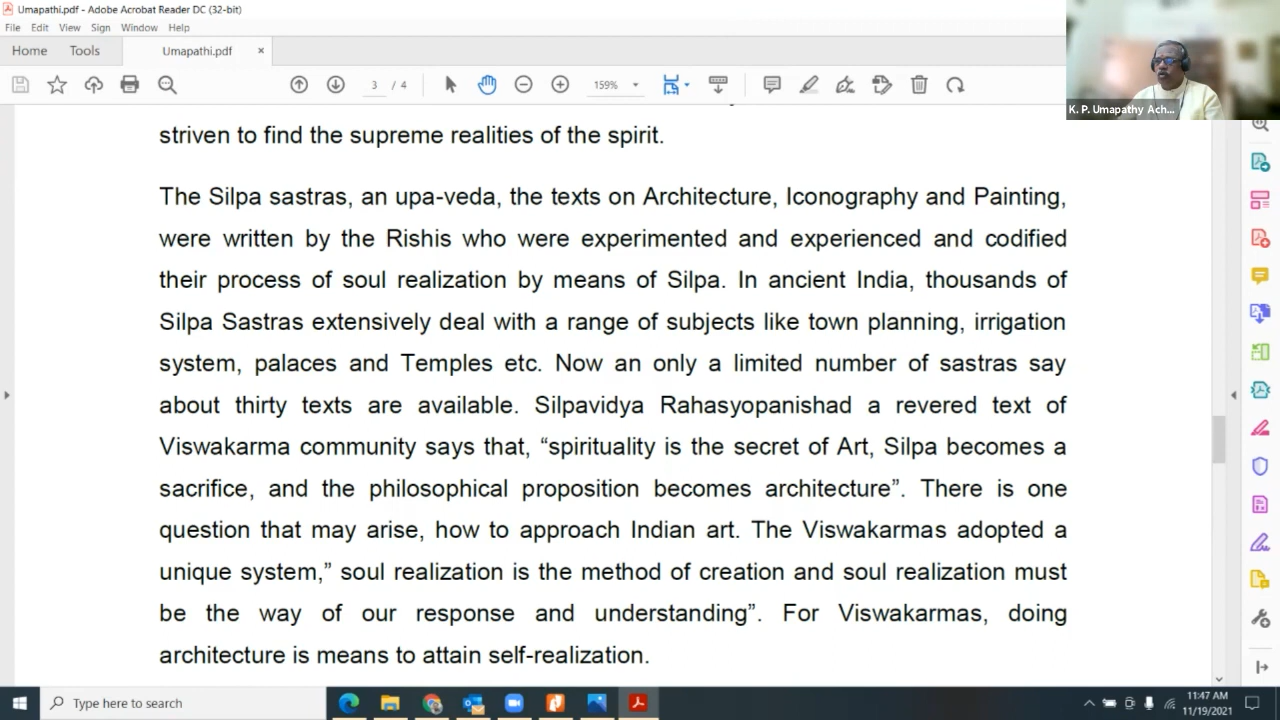 Umapathi.pdf - Adobe Acrobat Reader DC (32-bit)
File Edit View Sign Window Help
Home Tools Umapathi.pdf ×
3 / 4 159%
K. P. Umapathy Ach...
striven to find the supreme realities of the spirit.
The Silpa sastras, an upa-veda, the texts on Architecture, Iconography and Painting,
were written by the Rishis who were experimented and experienced and codified
their process of soul realization by means of Silpa. In ancient India, thousands of
Silpa Sastras extensively deal with a range of subjects like town planning, irrigation
system, palaces and Temples etc. Now an only a limited number of sastras say
about thirty texts are available. Silpavidya Rahasyopanishad a revered text of
Viswakarma community says that, “spirituality is the secret of Art, Silpa becomes a
sacrifice, and the philosophical proposition becomes architecture”. There is one
question that may arise, how to approach Indian art. The Viswakarmas adopted a
unique system,” soul realization is the method of creation and soul realization must
be the way of our response and understanding”. For Viswakarmas, doing
architecture is means to attain self-realization.
Type here to search
11:47 AM
11/19/2021